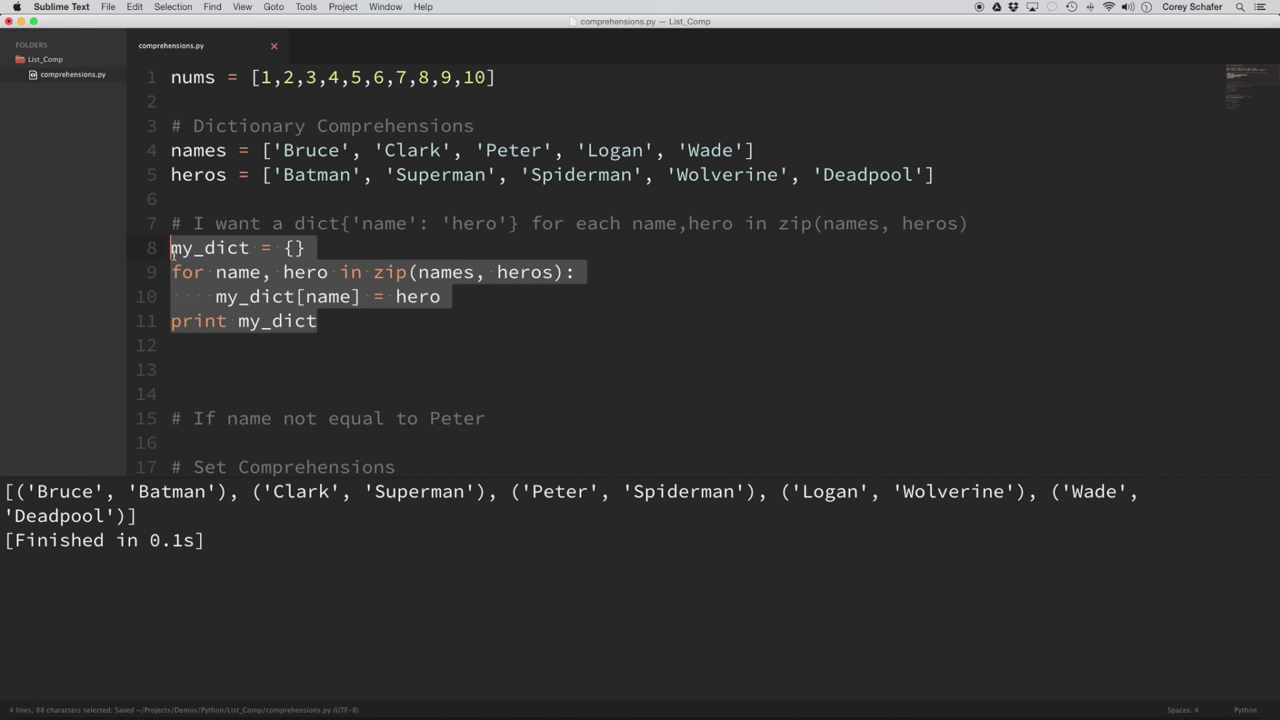 Sublime Text File Edit Selection Find View Goto Tools Project Window Help Corey Schafer
comprehensions.py — List_Comp
FOLDERS
List_Comp
comprehensions.py
comprehensions.py
1 nums = [1,2,3,4,5,6,7,8,9,10]
2
3 # Dictionary Comprehensions
4 names = ['Bruce', 'Clark', 'Peter', 'Logan', 'Wade']
5 heros = ['Batman', 'Superman', 'Spiderman', 'Wolverine', 'Deadpool']
6
7 # I want a dict{'name': 'hero'} for each name,hero in zip(names, heros)
8 my_dict = {}
9 for name, hero in zip(names, heros):
10 my_dict[name] = hero
11 print my_dict
12
13
14
15 # If name not equal to Peter
16
17 # Set Comprehensions
[('Bruce', 'Batman'), ('Clark', 'Superman'), ('Peter', 'Spiderman'), ('Logan', 'Wolverine'), ('Wade',
'Deadpool')]
[Finished in 0.1s]
4 lines, 88 characters selected; Saved ~/Projects/Demos/Python/List_Comp/comprehensions.py (UTF-8) Spaces: 4 Python